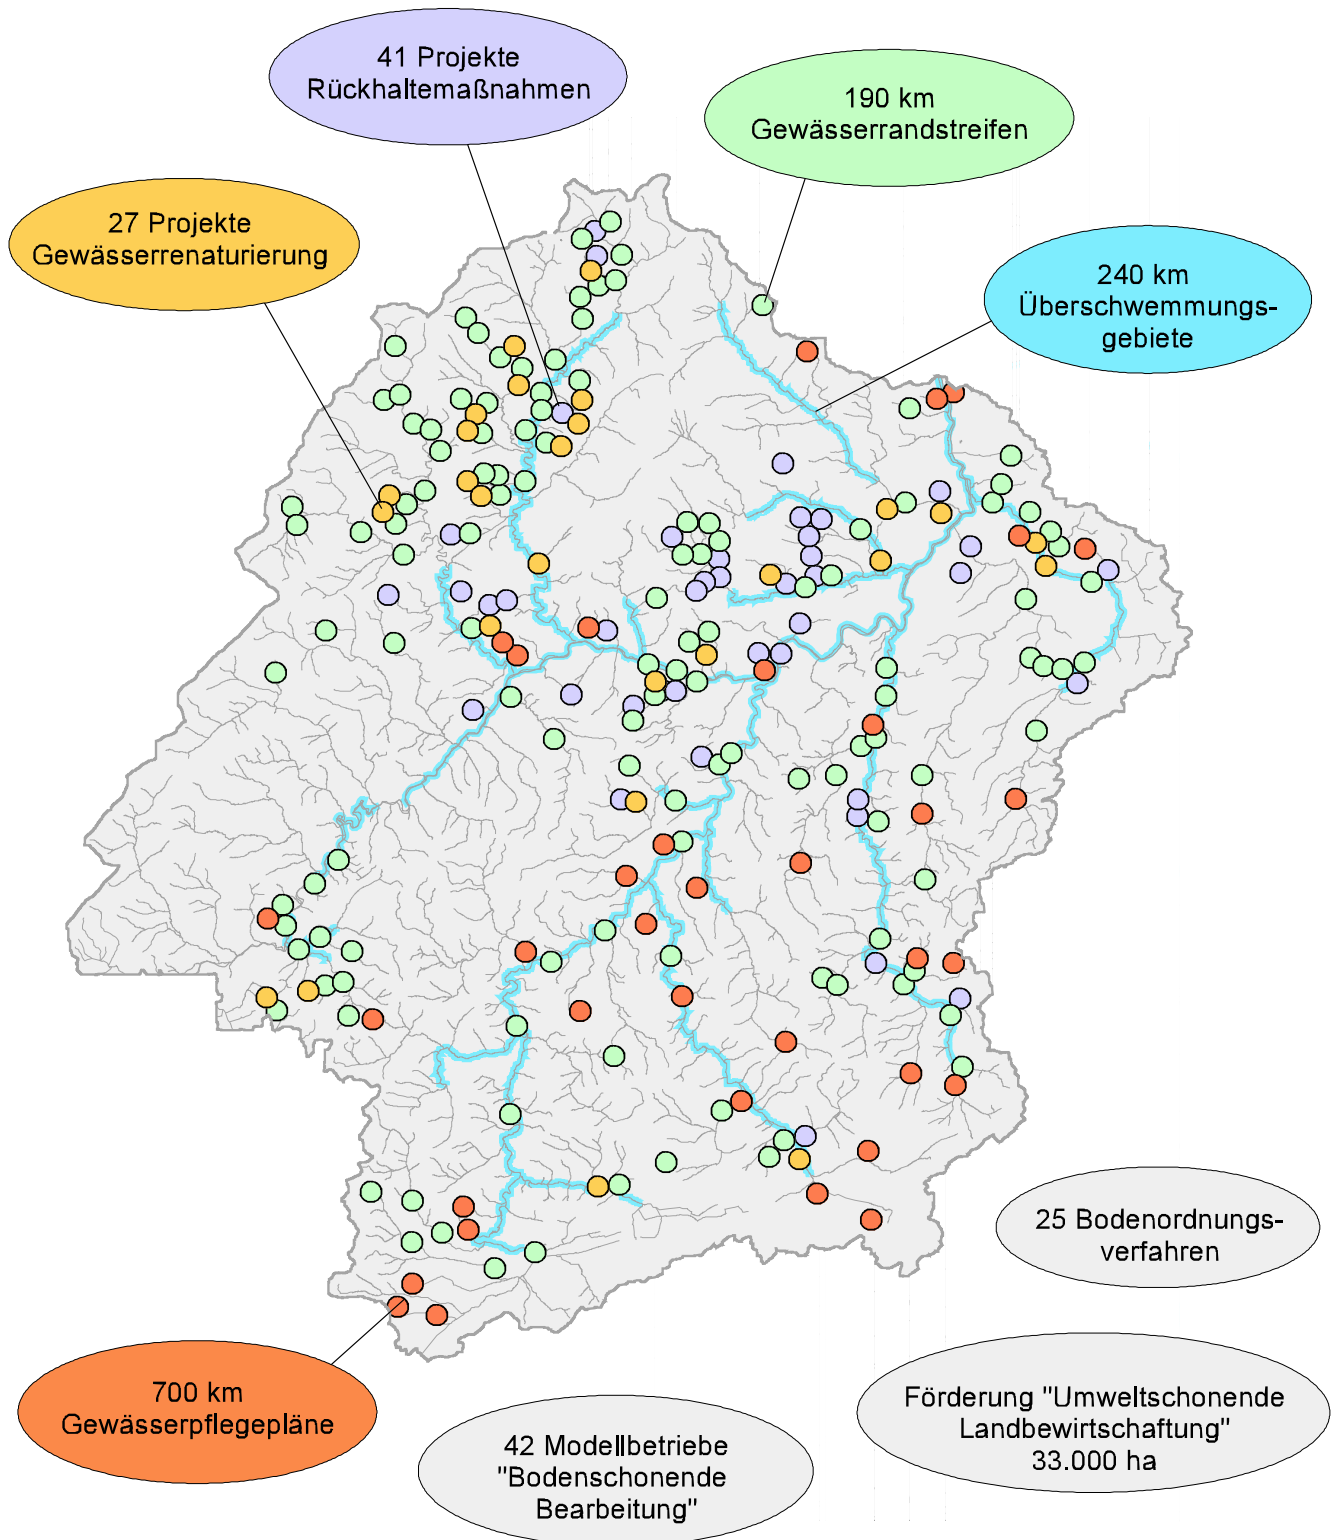 41 Projekte
Rückhaltemaßnahmen
190 km
Gewässerrandstreifen
27 Projekte
Gewässerrenaturierung
240 km
Überschwemmungs-
gebiete
25 Bodenordnungs-
verfahren
700 km
Gewässerpflegepläne
Förderung "Umweltschonende
Landbewirtschaftung"
33.000 ha
42 Modellbetriebe
"Bodenschonende
Bearbeitung"